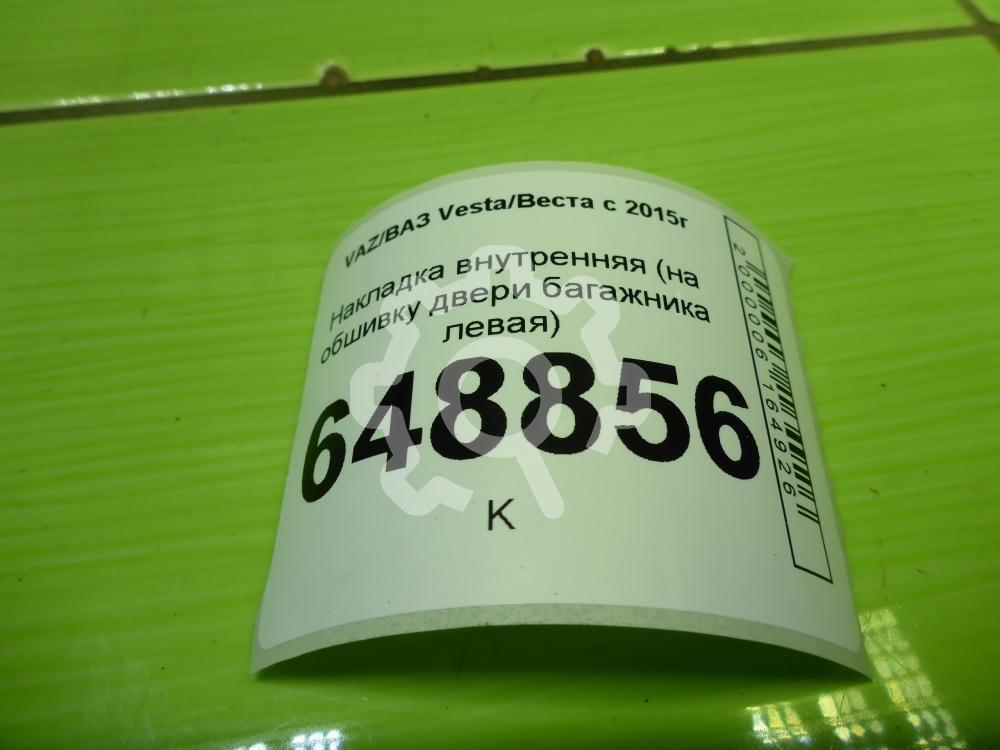 VAZ/ВАЗ Vesta/Веста с 2015г
Накладка внутренняя (на
обшивку двери багажника
левая)
648856
К
2000006164926